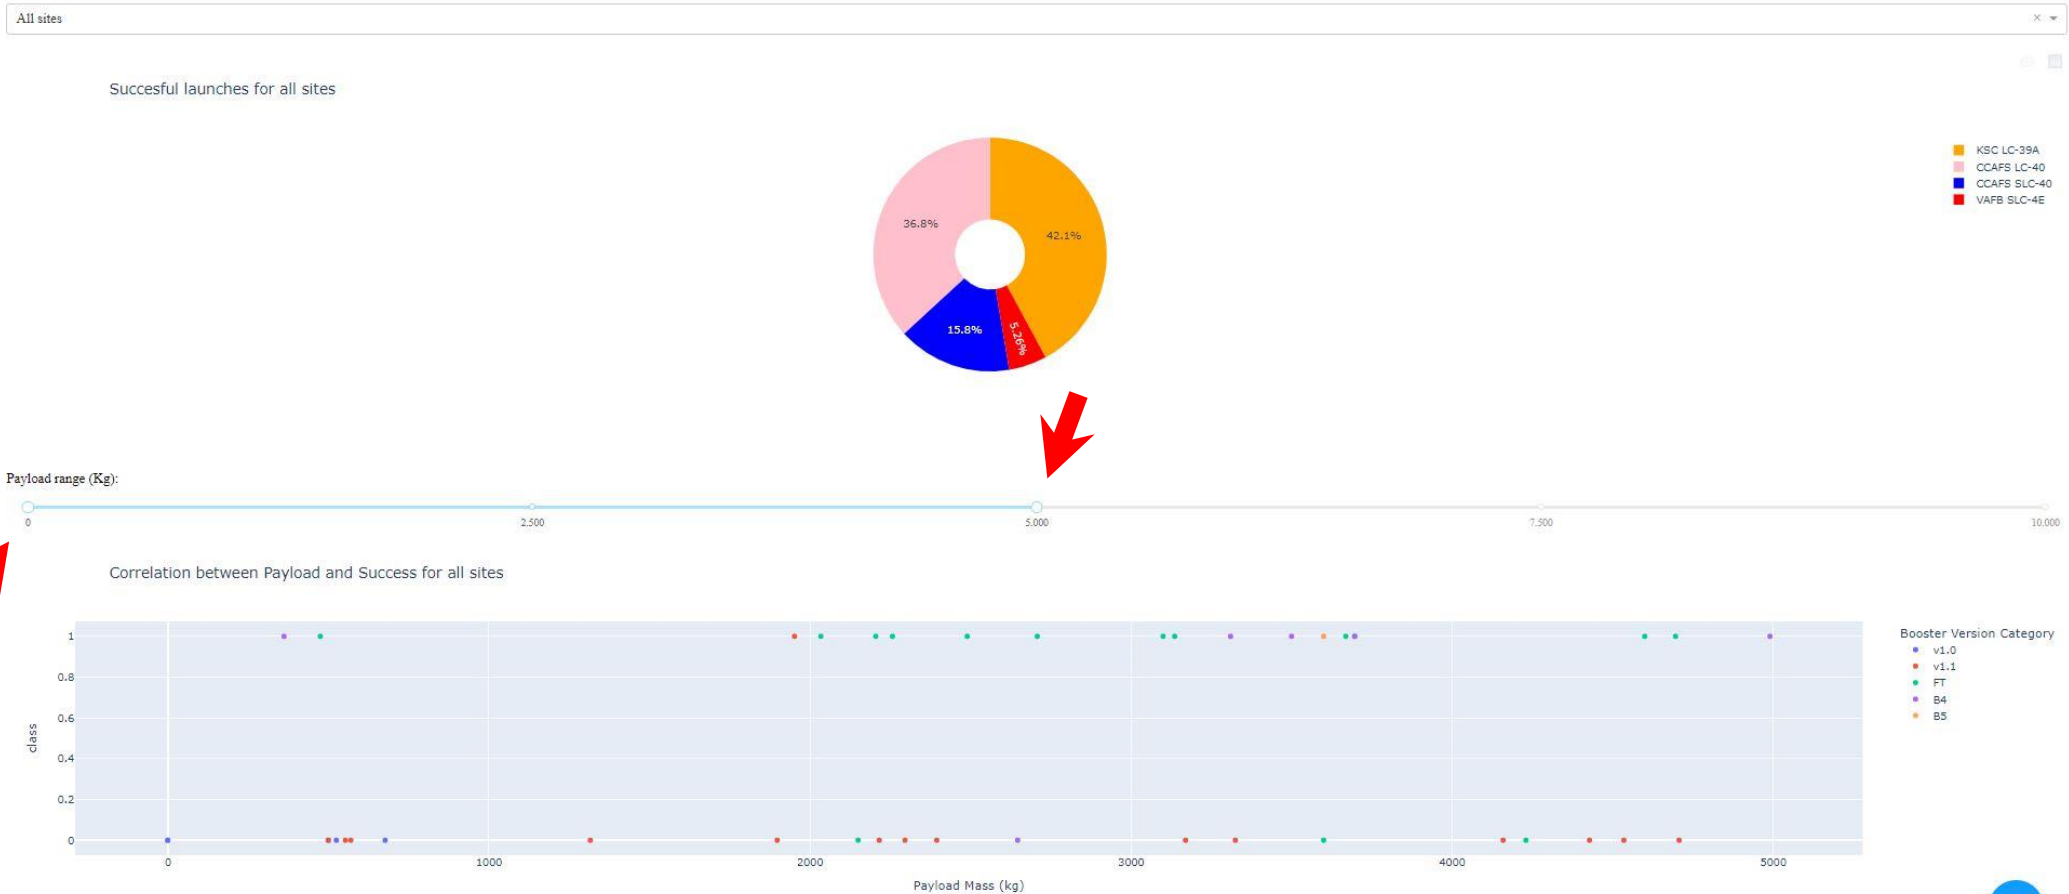 All sites
Succesful launches for all sites
KSC LC-39A
CCAFS LC-40
CCAFS SLC-40
VAFB SLC-4E
36.8%
42.1%
15.8%
5.26%
Payload range (Kg):
0 2.500 5.000 7.500 10.000
Correlation between Payload and Success for all sites
Booster Version Category
v1.0
v1.1
FT
B4
B5
class
1
0.8
0.6
0.4
0.2
0
0 1000 2000 3000 4000 5000
Payload Mass (kg)